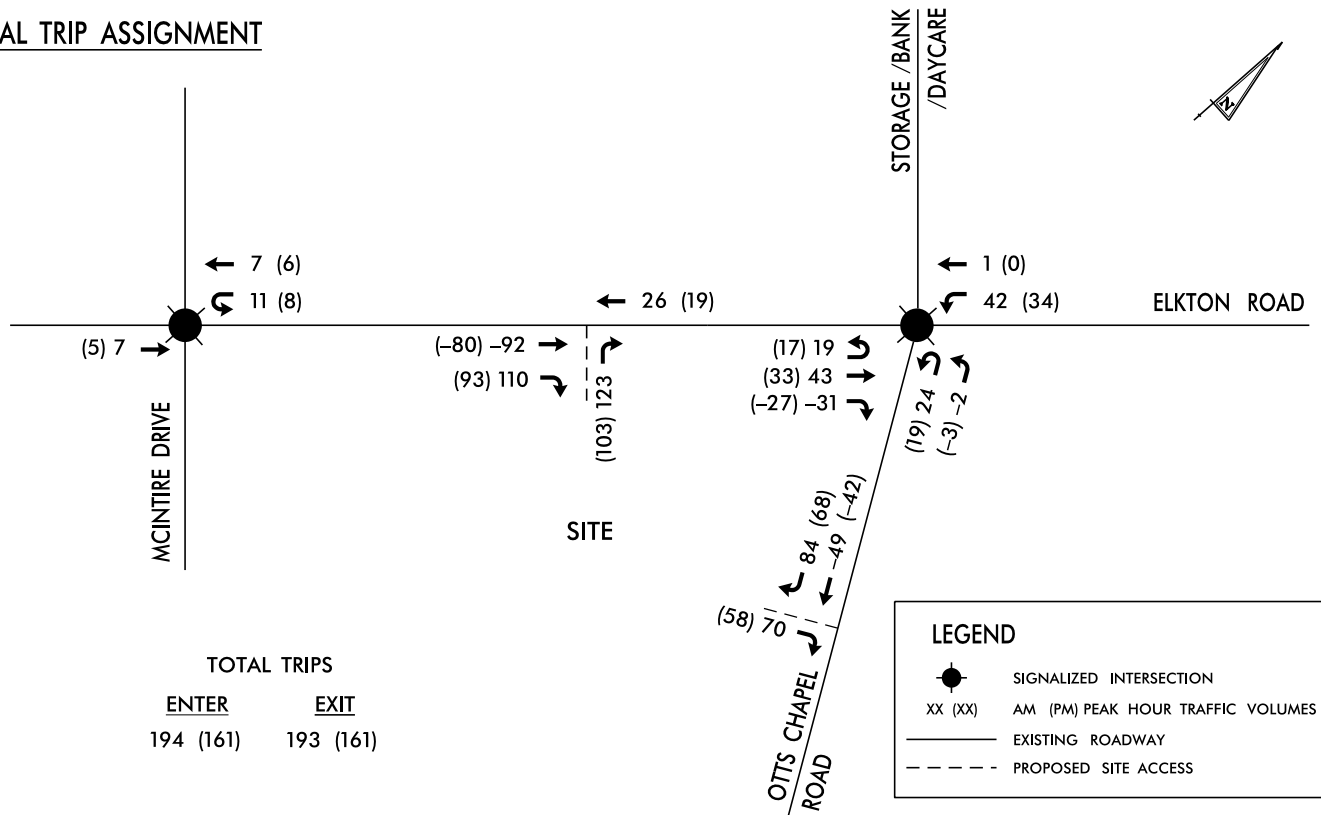 AL TRIP ASSIGNMENT
STORAGE /BANK
/DAYCARE
N
7 (6)
11 (8)
(5) 7
MCINTIRE DRIVE
26 (19)
(-80) -92
(93) 110
(103) 123
1 (0)
42 (34)
ELKTON ROAD
(17) 19
(33) 43
(-27) -31
(19) 24
(-3) -2
SITE
84 (68)
-49 (-42)
(58) 70
OTTS CHAPEL
ROAD
TOTAL TRIPS
ENTER EXIT
194 (161) 193 (161)
LEGEND
SIGNALIZED INTERSECTION
XX (XX) AM (PM) PEAK HOUR TRAFFIC VOLUMES
EXISTING ROADWAY
PROPOSED SITE ACCESS